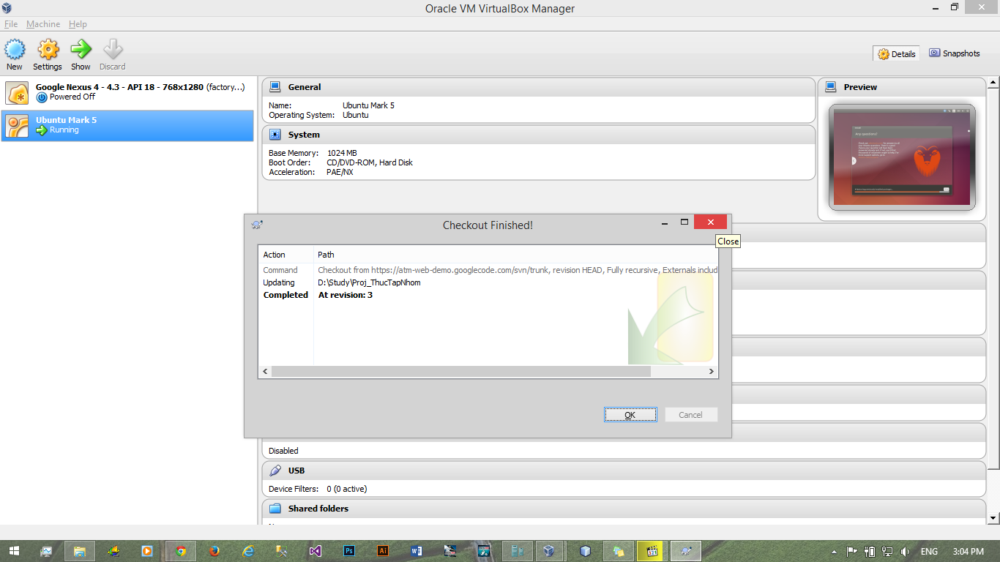 Oracle VM VirtualBox Manager
File Machine Help
New Settings Show Discard
Details Snapshots
Google Nexus 4 - 4.3 - API 18 - 768x1280 (factory...)
Powered Off
Ubuntu Mark 5
Running
General
Name: Ubuntu Mark 5
Operating System: Ubuntu
System
Base Memory: 1024 MB
Boot Order: CD/DVD-ROM, Hard Disk
Acceleration: PAE/NX
Preview
Any questions?
Checkout Finished!
Close
Action Path
Command Checkout from https://atm-web-demo.googlecode.com/svn/trunk, revision HEAD, Fully recursive, Externals includ
Updating D:\Study\Proj_ThucTapNhom
Completed At revision: 3
OK Cancel
Disabled
USB
Device Filters: 0 (0 active)
Shared folders
ENG 3:04 PM